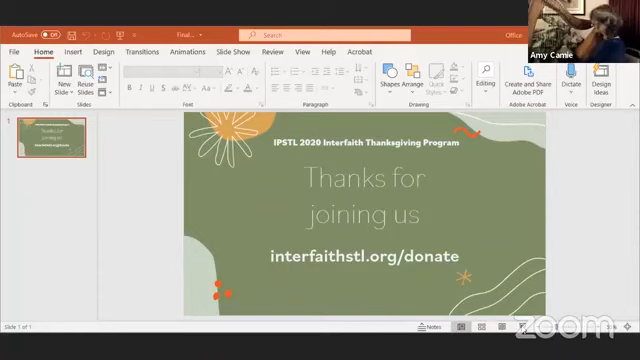 AutoSave Off
Final...
Search
Office
Amy Camie
File Home Insert Design Transitions Animations Slide Show Review View Help Acrobat
Paste
New
Slide
Reuse
Slides
Shapes Arrange
Editing
Create and Share
Adobe PDF
Dictate
Design
Ideas
Clipboard
Slides
Font
Paragraph
Drawing
Adobe Acrobat
Voice
Designer
1
IPSTL 2020 Interfaith Thanksgiving Program
Thanks for
joining us
interfaithstl.org/donate
Slide 1 of 1
Notes
zoom